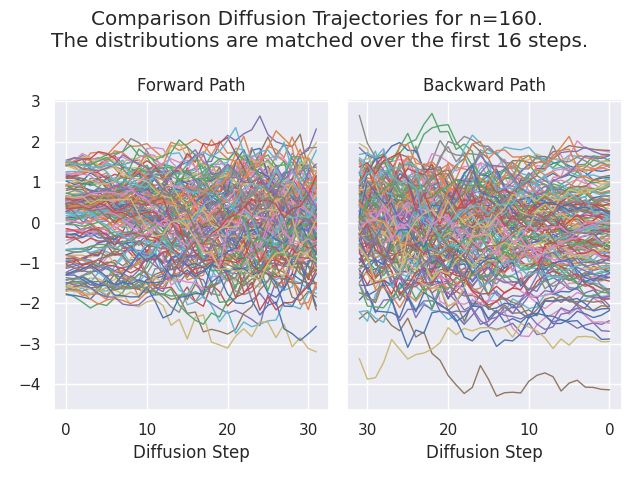 Comparison Diffusion Trajectories for n=160.
The distributions are matched over the first 16 steps.
Forward Path
Backward Path
3
2
1
0
−1
−2
−3
−4
0 10 20 30
30 20 10 0
Diffusion Step
Diffusion Step